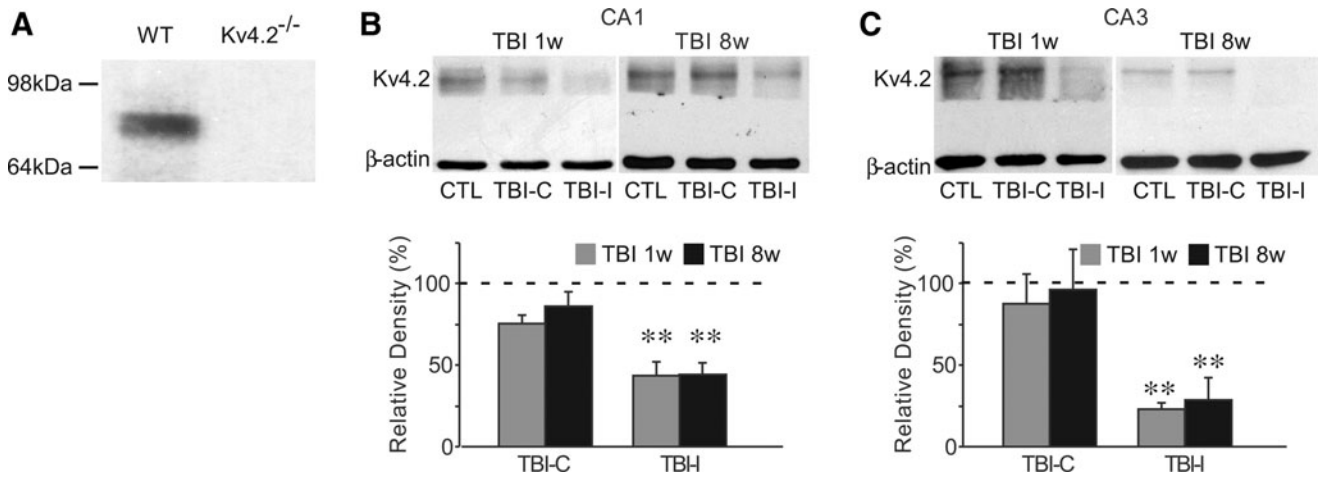 A
WT Kv4.2-/-
98kDa
64kDa
B
CA1
TBI 1w TBI 8w
Kv4.2
β-actin
CTL TBI-C TBI-I CTL TBI-C TBI-I
TBI 1w TBI 8w
Relative Density (%)
100
50
0
** **
TBI-C TBI-I
C
CA3
TBI 1w TBI 8w
Kv4.2
β-actin
CTL TBI-C TBI-I CTL TBI-C TBI-I
TBI 1w TBI 8w
Relative Density (%)
100
50
0
** **
TBI-C TBI-I